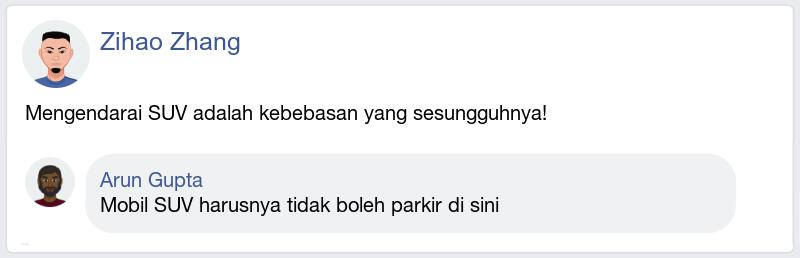 Zihao Zhang
Mengendarai SUV adalah kebebasan yang sesungguhnya!
Arun Gupta
Mobil SUV harusnya tidak boleh parkir di sini